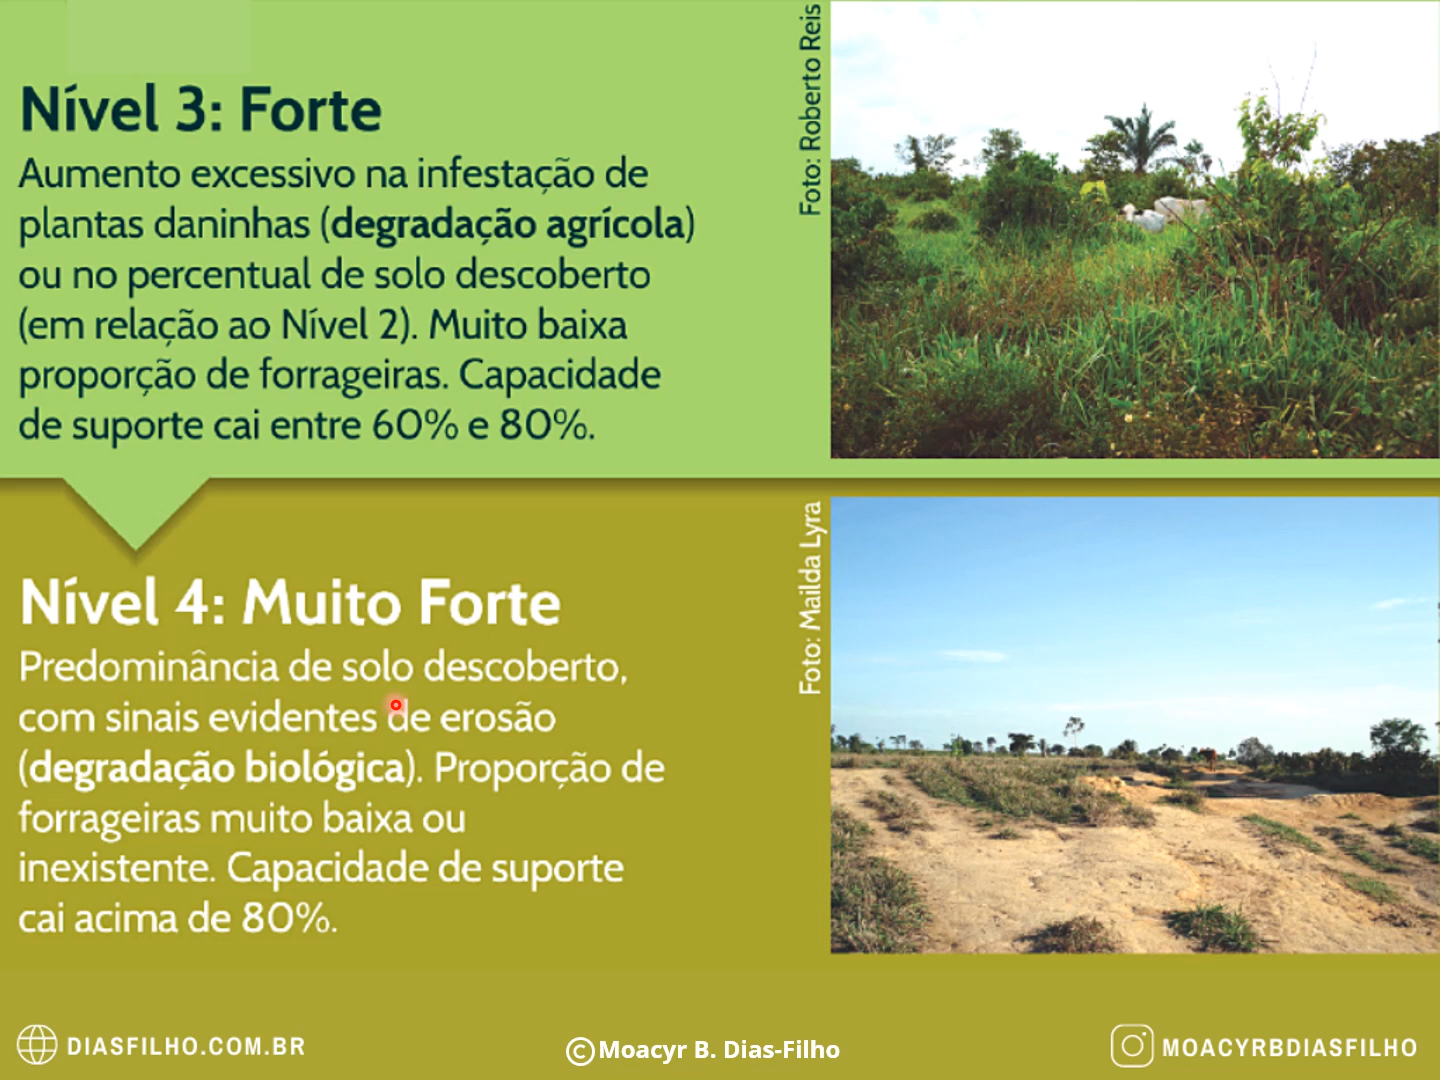 Nível 3: Forte
Aumento excessivo na infestação de
plantas daninhas (degradação agrícola)
ou no percentual de solo descoberto
(em relação ao Nível 2). Muito baixa
proporção de forrageiras. Capacidade
de suporte cai entre 60% e 80%.
Foto: Roberto Reis
Nível 4: Muito Forte
Predominância de solo descoberto,
com sinais evidentes de erosão
(degradação biológica). Proporção de
forrageiras muito baixa ou
inexistente. Capacidade de suporte
cai acima de 80%.
Foto: Mailda Lyra
DIASFILHO.COM.BR
©Moacyr B. Dias-Filho
MOACYRBDIASFILHO